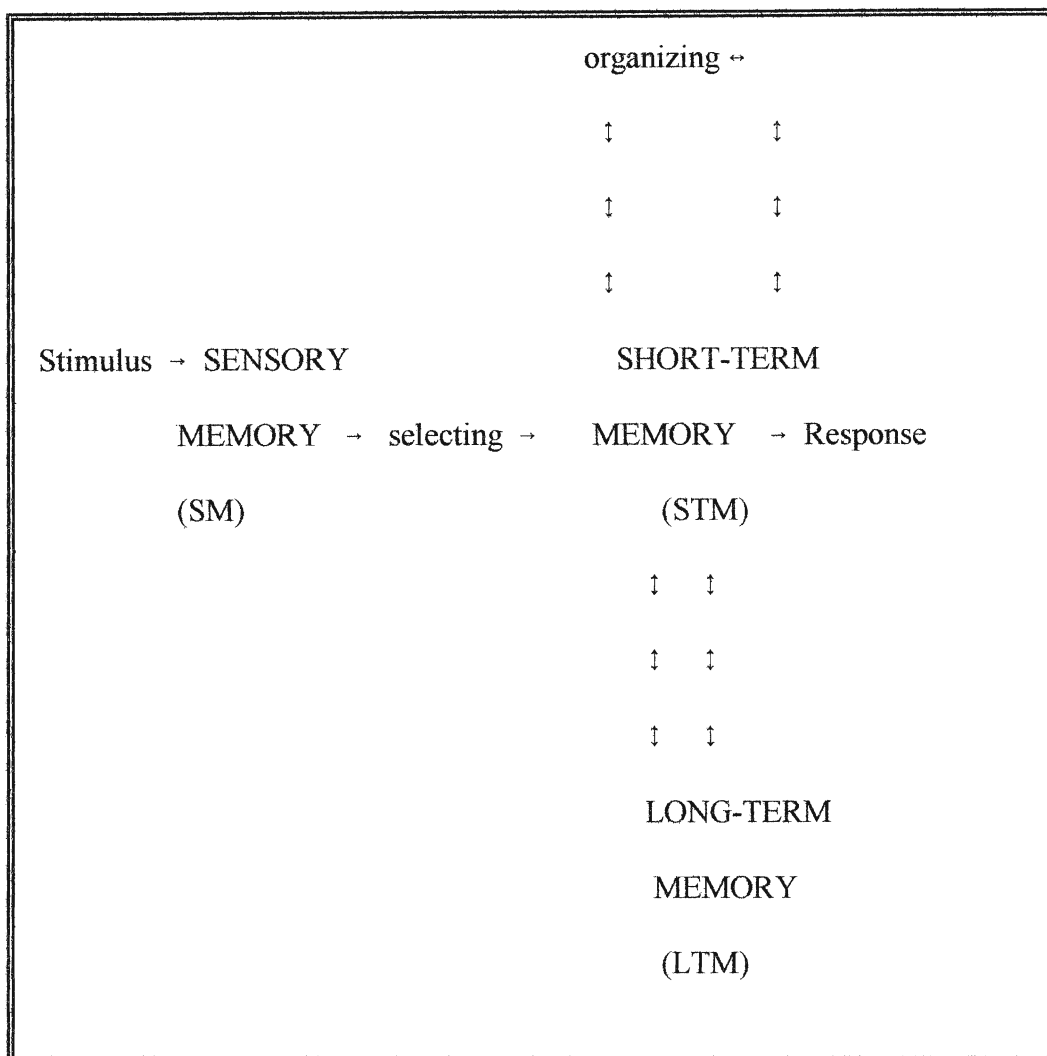 organizing ↔
↕ ↕
↕ ↕
↕ ↕
Stimulus → SENSORY SHORT-TERM
MEMORY → selecting → MEMORY → Response
(SM) (STM)
↕ ↕
↕ ↕
↕ ↕
LONG-TERM
MEMORY
(LTM)